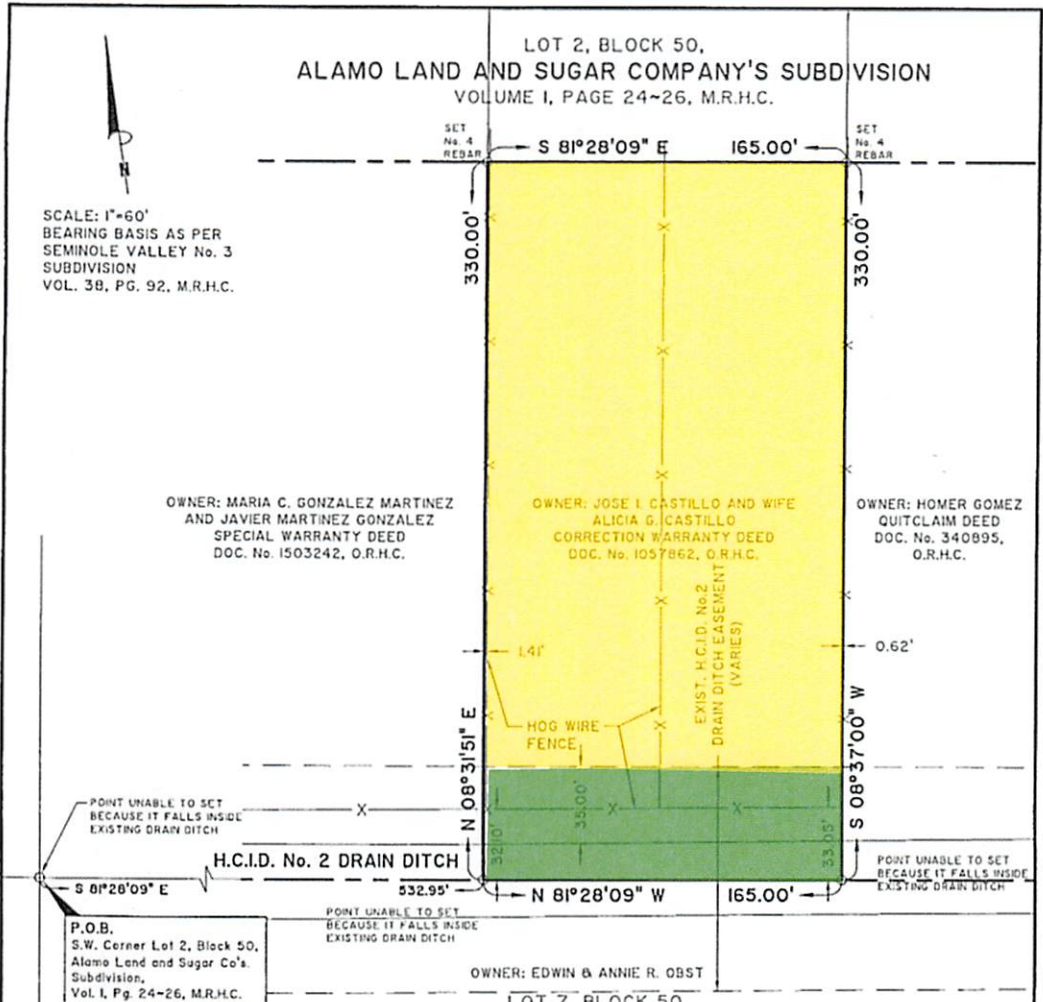 LOT 2, BLOCK 50,
ALAMO LAND AND SUGAR COMPANY'S SUBDIVISION
VOLUME 1, PAGE 24~26, M.R.H.C.
SET
No. 4
REBAR
S 81°28'09" E
165.00'
SET
No. 4
REBAR
N
SCALE: 1"=60'
BEARING BASIS AS PER
SEMINOLE VALLEY No. 3
SUBDIVISION
VOL. 38, PG. 92, M.R.H.C.
330.00'
330.00'
OWNER: MARIA C. GONZALEZ MARTINEZ
AND JAVIER MARTINEZ GONZALEZ
SPECIAL WARRANTY DEED
DOC. No. 1503242, O.R.H.C.
OWNER: JOSE I. CASTILLO AND WIFE
ALICIA G. CASTILLO
CORRECTION WARRANTY DEED
DOC. No. 1057862, O.R.H.C.
OWNER: HOMER GOMEZ
QUITCLAIM DEED
DOC. No. 340895,
O.R.H.C.
EXIST. H.C.I.D. No.2
DRAIN DITCH EASEMENT
(VARIES)
1.41'
0.62'
HOG WIRE
FENCE
N 08°31'51" E
S 08°37'00" W
35.00'
32.10'
33.05'
POINT UNABLE TO SET
BECAUSE IT FALLS INSIDE
EXISTING DRAIN DITCH
H.C.I.D. No. 2 DRAIN DITCH
S 81°28'09" E
532.95'
N 81°28'09" W
165.00'
POINT UNABLE TO SET
BECAUSE IT FALLS INSIDE
EXISTING DRAIN DITCH
POINT UNABLE TO SET
BECAUSE IT FALLS INSIDE
EXISTING DRAIN DITCH
P.O.B.
S.W. Corner Lot 2, Block 50,
Alamo Land and Sugar Co's.
Subdivision,
Vol. 1, Pg. 24~26, M.R.H.C.
OWNER: EDWIN & ANNIE R. OBST
LOT 7, BLOCK 50